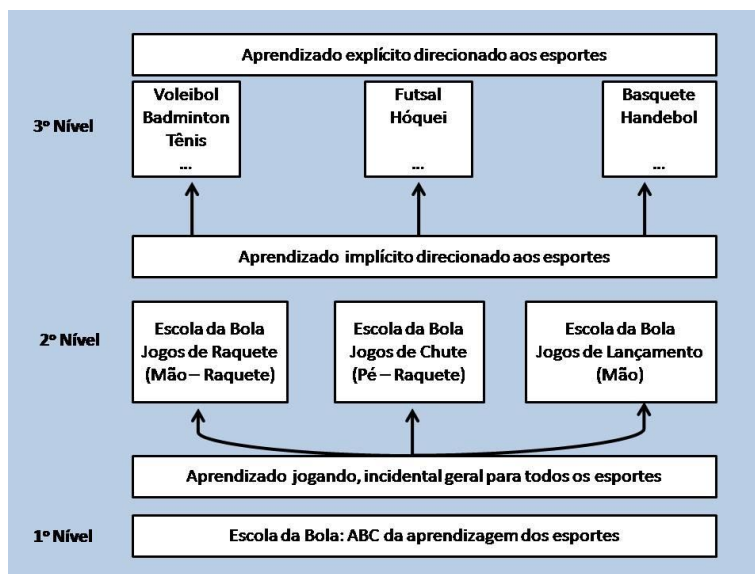 Aprendizado explícito direcionado aos esportes
3º Nível
Voleibol
Badminton
Tênis
...
Futsal
Hóquei
...
Basquete
Handebol
...
Aprendizado implícito direcionado aos esportes
2º Nível
Escola da Bola
Jogos de Raquete
(Mão – Raquete)
Escola da Bola
Jogos de Chute
(Pé – Raquete)
Escola da Bola
Jogos de Lançamento
(Mão)
Aprendizado jogando, incidental geral para todos os esportes
1º Nível
Escola da Bola: ABC da aprendizagem dos esportes